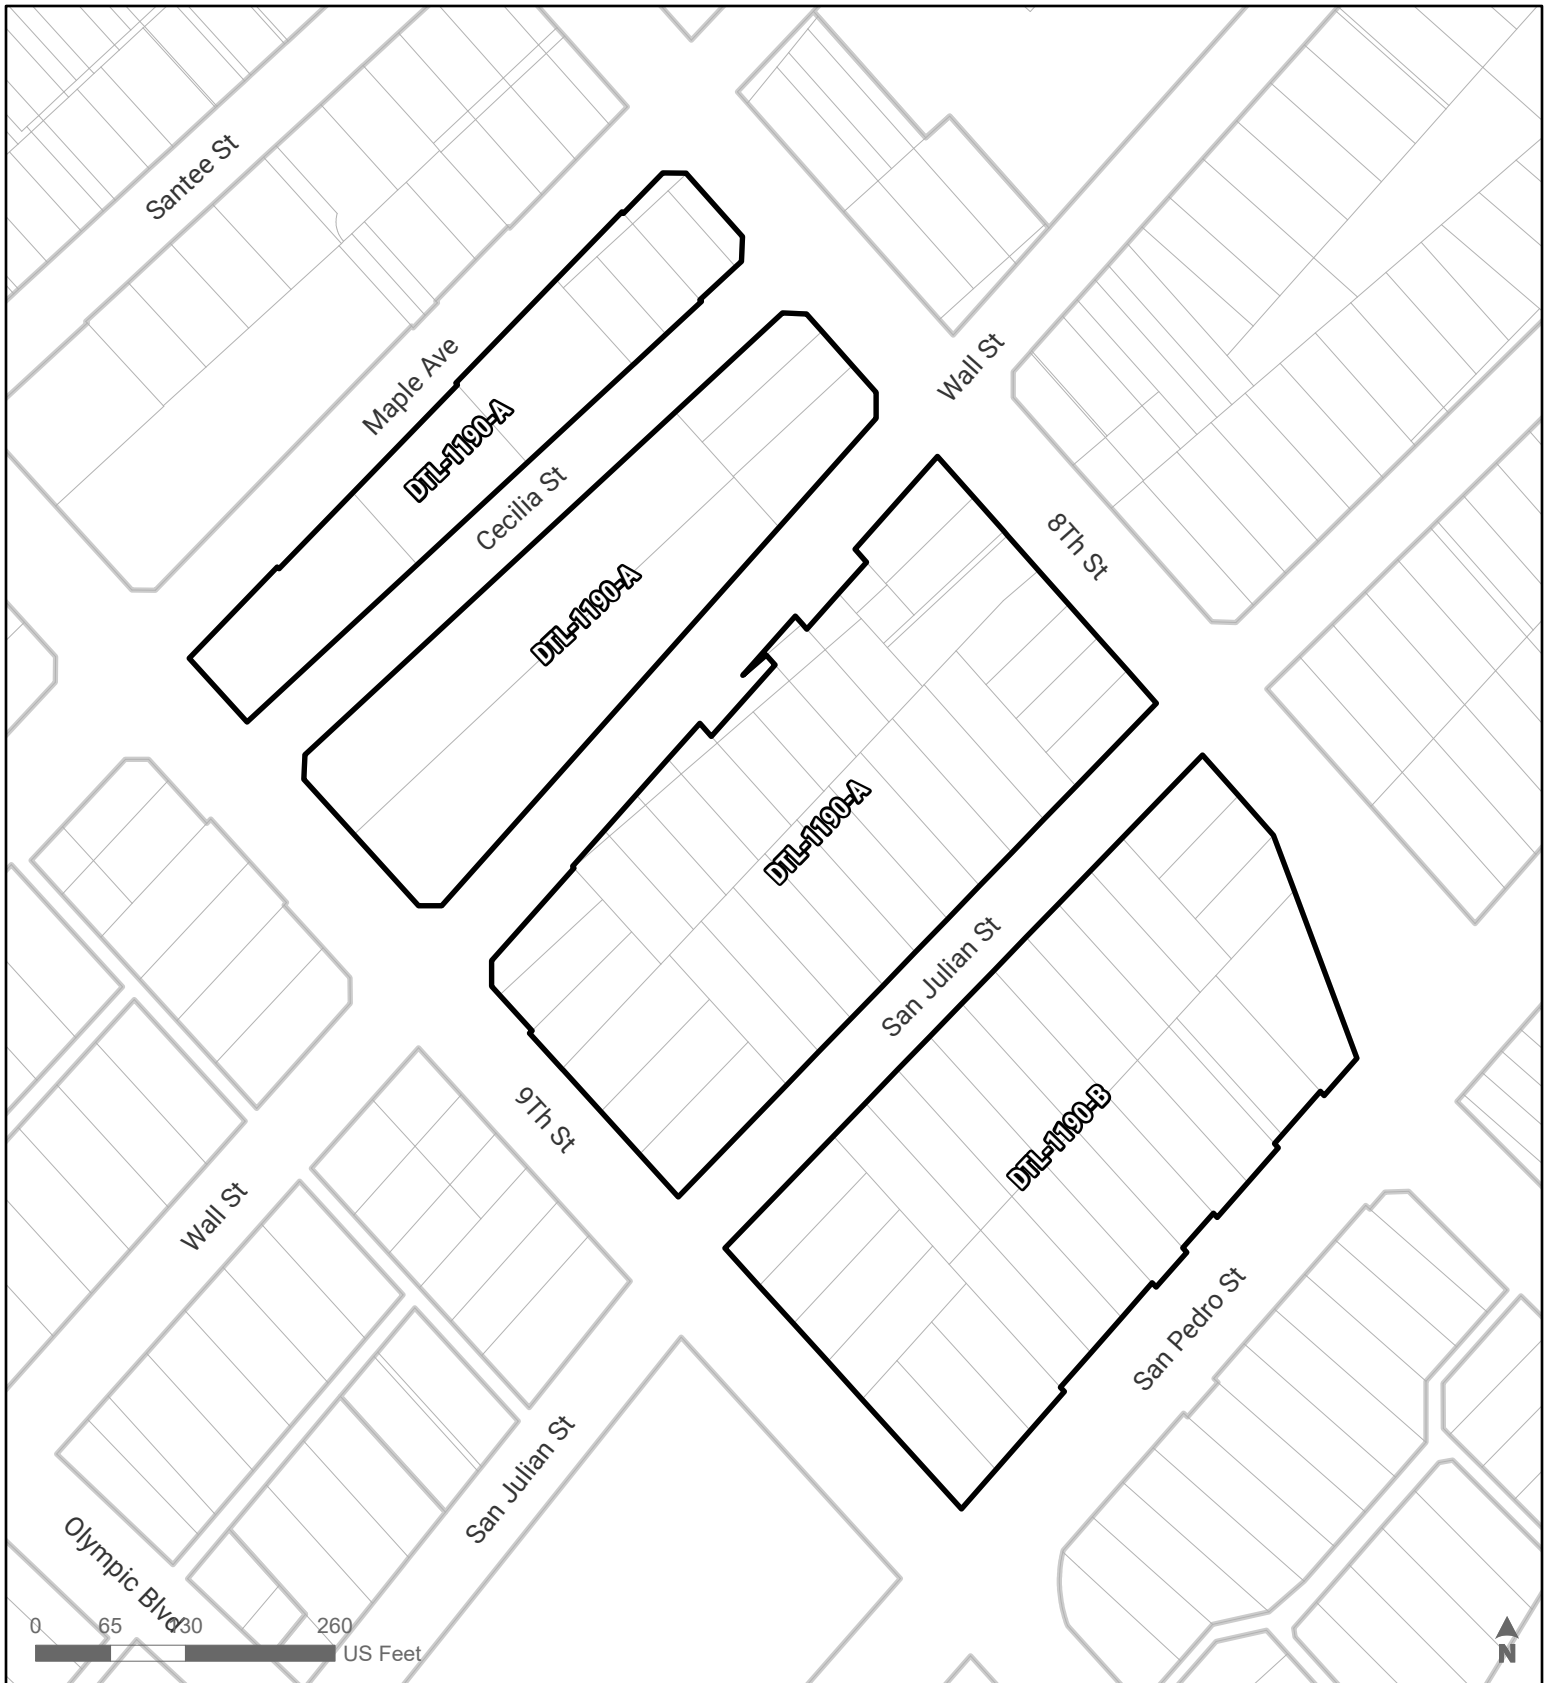 Santee St
Maple Ave
Wall St
DTL-1190-A
Cecilia St
8Th St
DTL-1190-A
DTL-1190-A
San Julian St
9Th St
DTL-1190-B
Wall St
San Pedro St
San Julian St
Olympic Blvd
0 65 130 260
US Feet
N